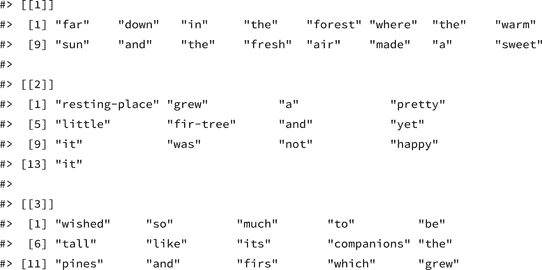 #> [[1]]
#>  [1] "far"    "down"   "in"     "the"    "forest" "where"  "the"    "warm"
#>  [9] "sun"    "and"    "the"    "fresh"  "air"    "made"   "a"      "sweet"
#>
#> [[2]]
#>  [1] "resting-place" "grew"          "a"             "pretty"
#>  [5] "little"        "fir-tree"      "and"           "yet"
#>  [9] "it"            "was"           "not"           "happy"
#> [13] "it"
#>
#> [[3]]
#>  [1] "wished"     "so"         "much"       "to"         "be"
#>  [6] "tall"       "like"       "its"        "companions" "the"
#> [11] "pines"      "and"        "firs"       "which"      "grew"